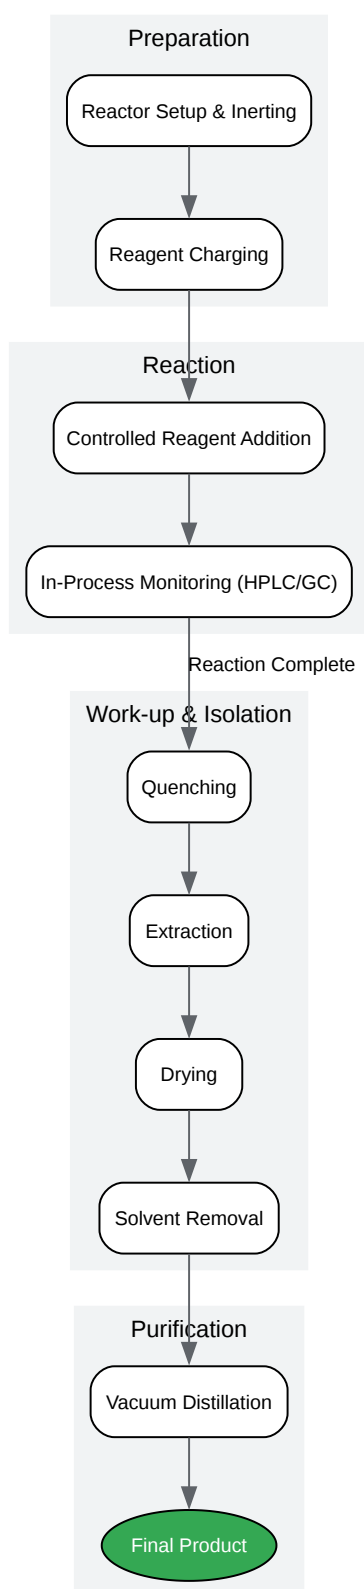 Preparation
Reactor Setup & Inerting
Reagent Charging
Reaction
Controlled Reagent Addition
In-Process Monitoring (HPLC/GC)
Reaction Complete
Work-up & Isolation
Quenching
Extraction
Drying
Solvent Removal
Purification
Vacuum Distillation
Final Product